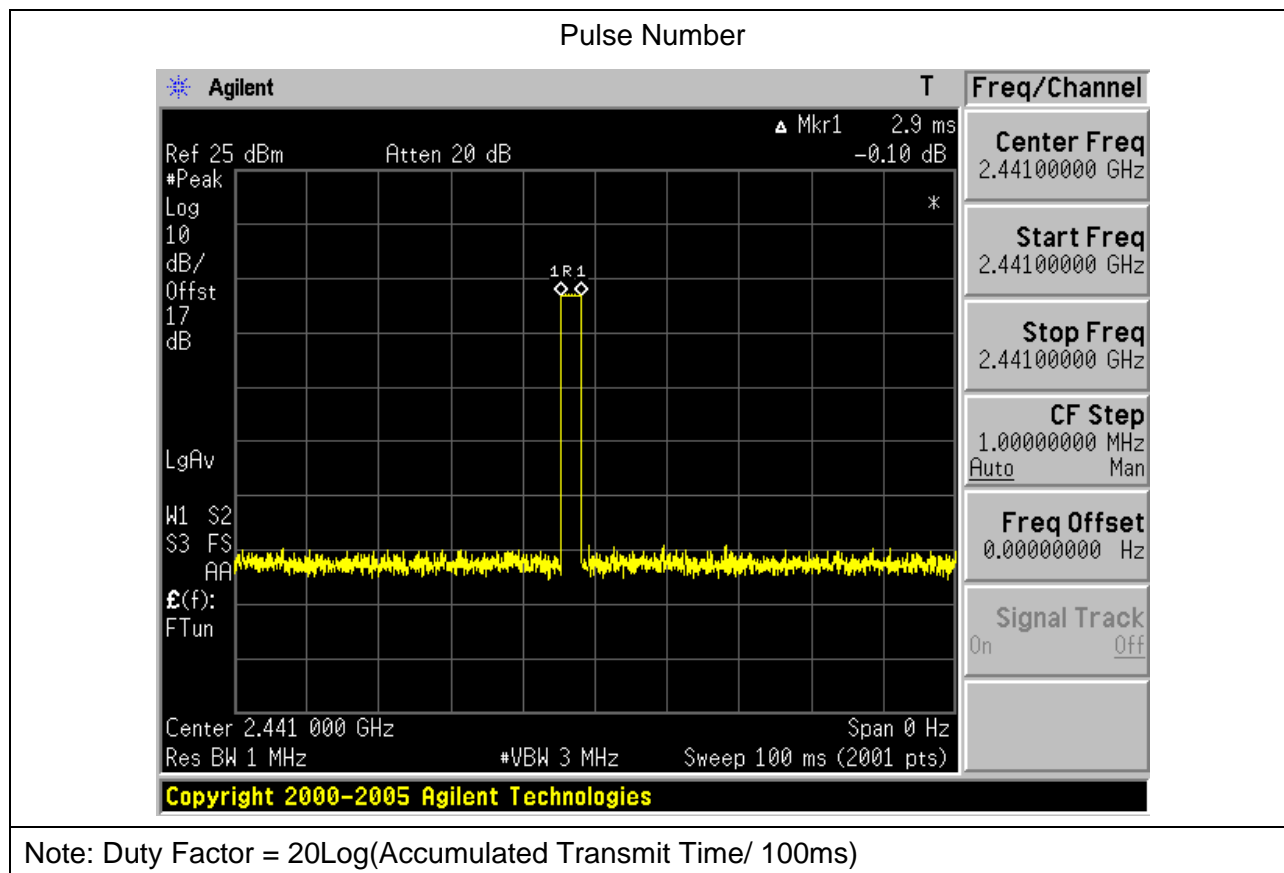 Pulse Number
Agilent T Freq/Channel
Δ Mkr1 2.9 ms
Ref 25 dBm Atten 20 dB -0.10 dB
#Peak
Log
10
dB/
Offst
17
dB
*
1R 1
LgAv
W1 S2
S3 FS
AA
£(f):
FTun
Center 2.441 000 GHz Span 0 Hz
Res BW 1 MHz #VBW 3 MHz Sweep 100 ms (2001 pts)
Copyright 2000-2005 Agilent Technologies
Center Freq
2.44100000 GHz
Start Freq
2.44100000 GHz
Stop Freq
2.44100000 GHz
CF Step
1.00000000 MHz
Auto Man
Freq Offset
0.00000000 Hz
Signal Track
On Off
Note: Duty Factor = 20Log(Accumulated Transmit Time/ 100ms)